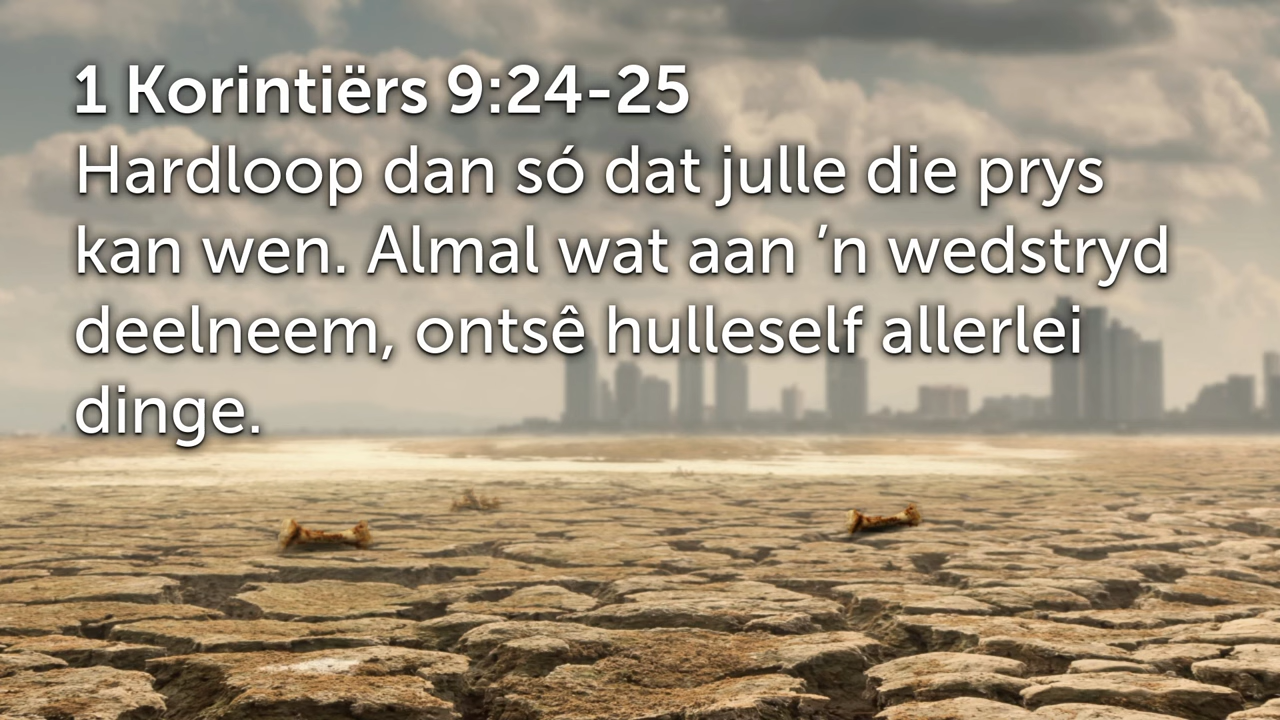 1 Korintiërs 9:24-25
Hardloop dan só dat julle die prys
kan wen. Almal wat aan ’n wedstryd
deelneem, ontsê hulleself allerlei
dinge.